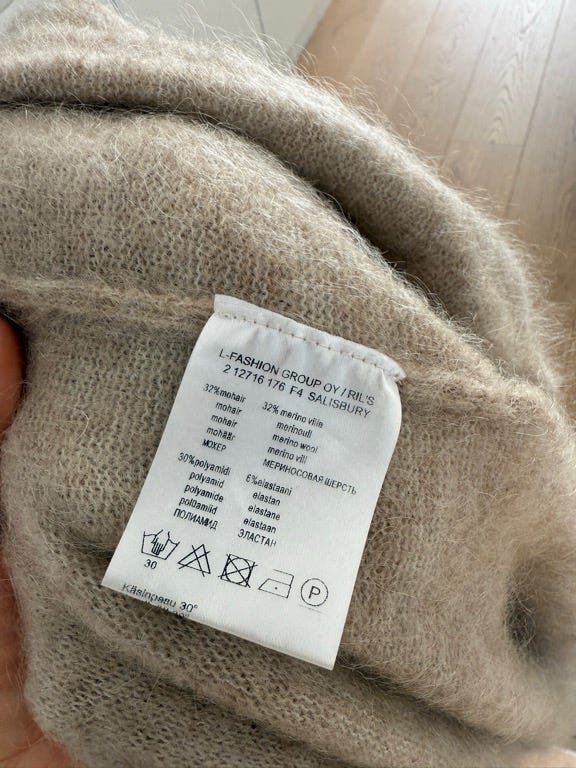 L-FASHION GROUP OY / RIL'S
2 12716 176 F4 SALISBURY
32%mohair 32% merino villa
mohair merinoull
mohair merino wool
mohäär merino vill
МОХЕР МЕРИНОСОВАЯ ШЕРСТЬ
30%polyamidi 6%elastaani
polyamid elastan
polyamide elastane
polüamiid elastaan
ПОЛИАМИД ЭЛАСТАН
30 P
Käsinpesu 30°